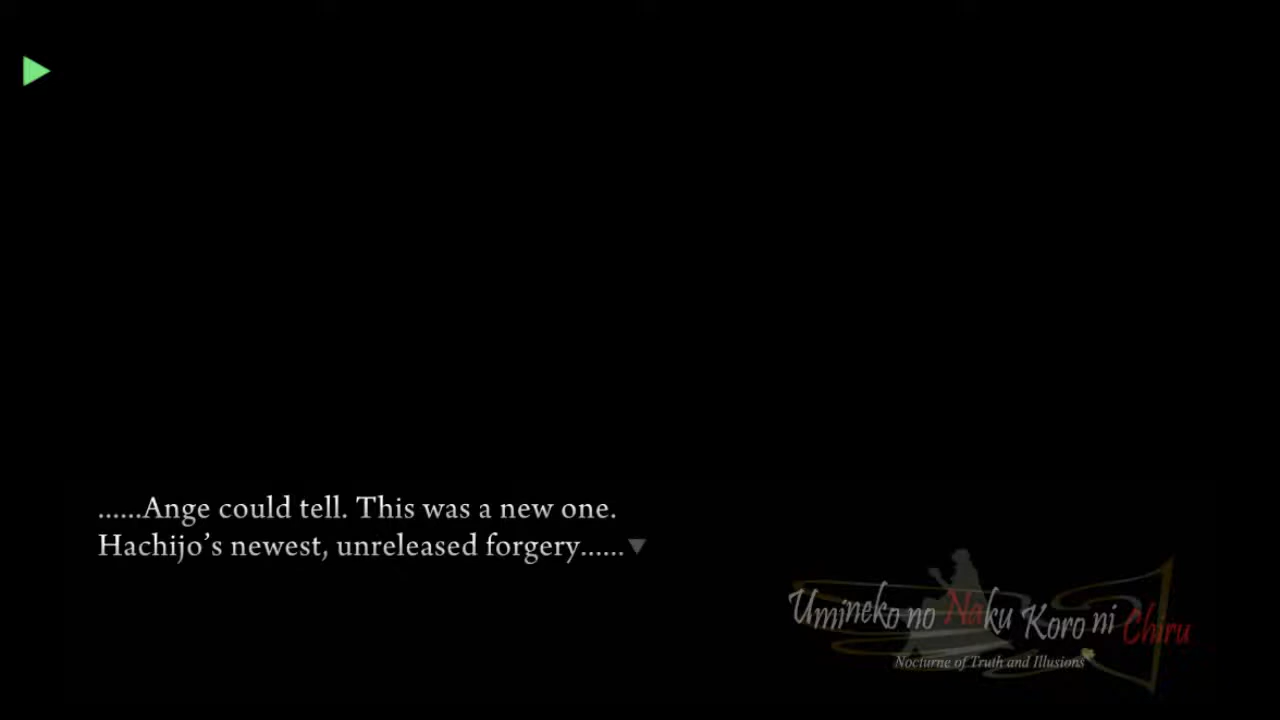 ......Ange could tell. This was a new one.
Hachijo’s newest, unreleased forgery......
Umineko no Naku Koro ni Chiru
Nocturne of Truth and Illusions